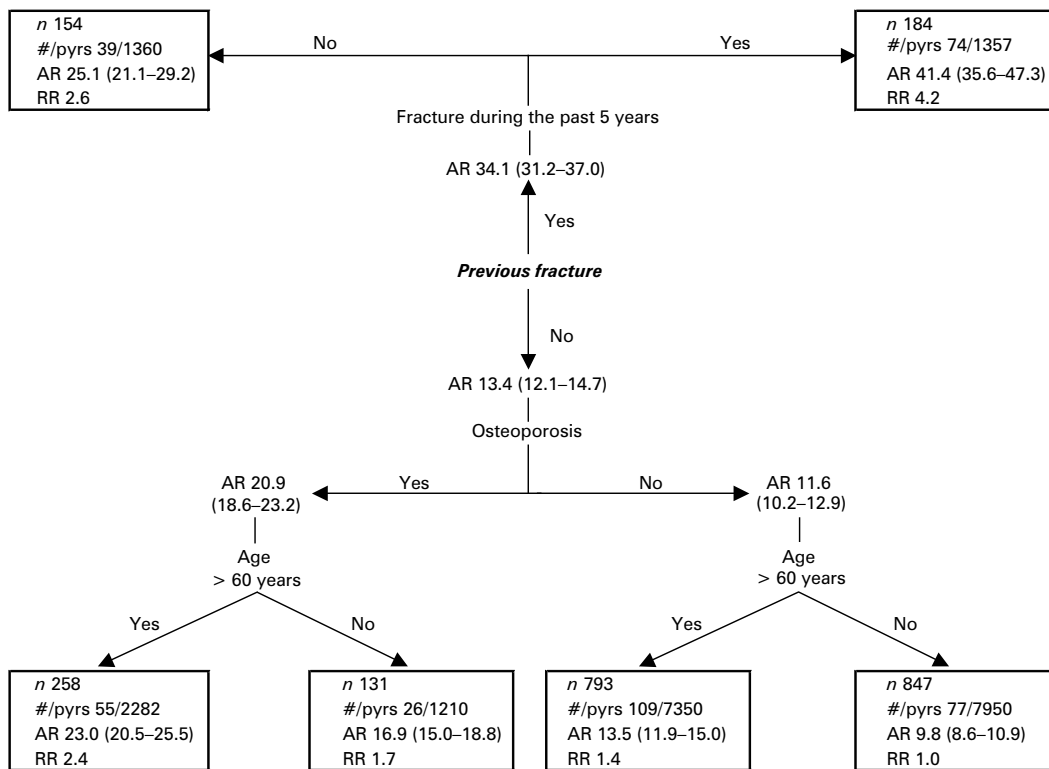 n 154
#/pyrs 39/1360
AR 25.1 (21.1–29.2)
RR 2.6
No
Yes
n 184
#/pyrs 74/1357
AR 41.4 (35.6–47.3)
RR 4.2
Fracture during the past 5 years
AR 34.1 (31.2–37.0)
Yes
Previous fracture
No
AR 13.4 (12.1–14.7)
Osteoporosis
AR 20.9
(18.6–23.2)
Yes
No
AR 11.6
(10.2–12.9)
Age
> 60 years
Age
> 60 years
Yes
No
Yes
No
n 258
#/pyrs 55/2282
AR 23.0 (20.5–25.5)
RR 2.4
n 131
#/pyrs 26/1210
AR 16.9 (15.0–18.8)
RR 1.7
n 793
#/pyrs 109/7350
AR 13.5 (11.9–15.0)
RR 1.4
n 847
#/pyrs 77/7950
AR 9.8 (8.6–10.9)
RR 1.0